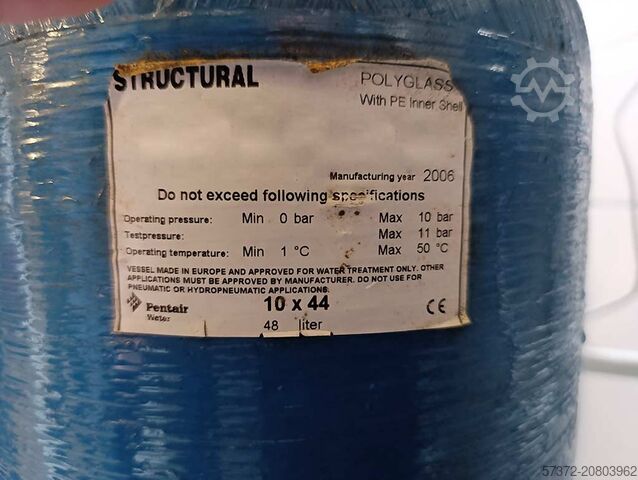 STRUCTURAL
POLYGLASS
With PE Inner Shell
Manufacturing year 2006
Do not exceed following specifications
Operating pressure: Min 0 bar Max 10 bar
Testpressure: Max 11 bar
Operating temperature: Min 1 °C Max 50 °C
VESSEL MADE IN EUROPE AND APPROVED FOR WATER TREATMENT ONLY. OTHER
APPLICATIONS MUST BE APPROVED BY MANUFACTURER. DO NOT USE FOR
PNEUMATIC OR HYDROPNEUMATIC APPLICATIONS.
Pentair
Water
10 x 44
CE
48 liter
57372-20803962